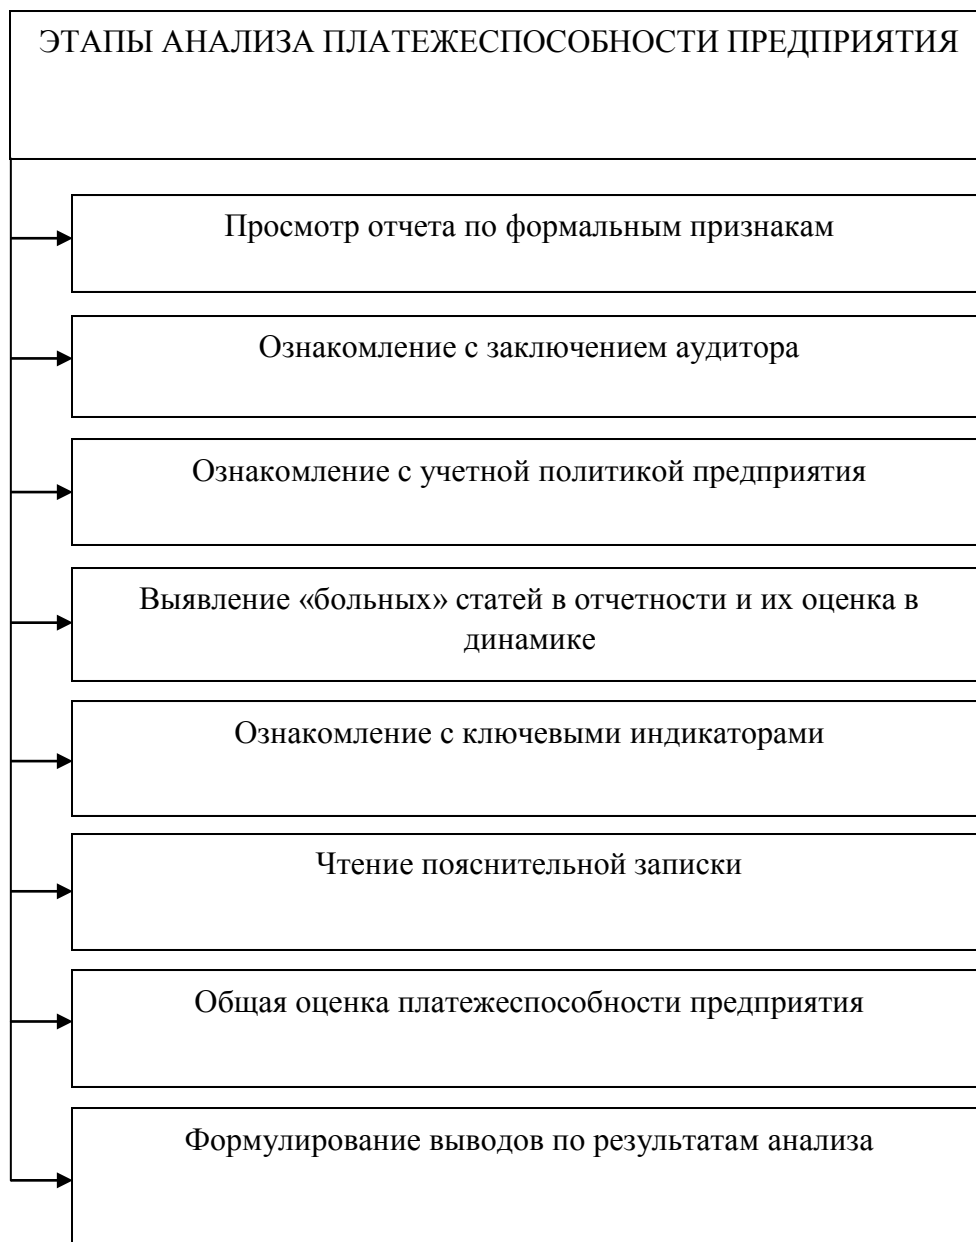 ЭТАПЫ АНАЛИЗА ПЛАТЕЖЕСПОСОБНОСТИ ПРЕДПРИЯТИЯ
Просмотр отчета по формальным признакам
Ознакомление с заключением аудитора
Ознакомление с учетной политикой предприятия
Выявление «больных» статей в отчетности и их оценка в
динамике
Ознакомление с ключевыми индикаторами
Чтение пояснительной записки
Общая оценка платежеспособности предприятия
Формулирование выводов по результатам анализа